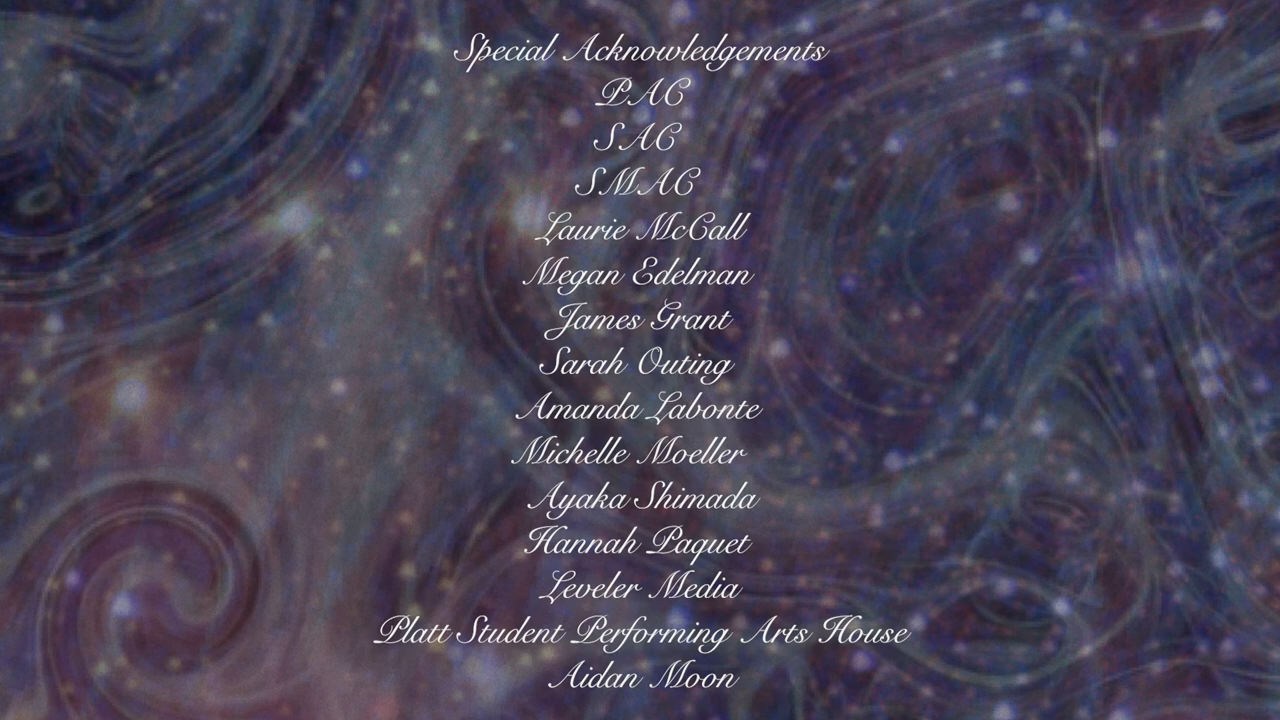 Special Acknowledgements
PAC
SAC
SMAC
Laurie McCall
Megan Edelman
James Grant
Sarah Outing
Amanda Labonte
Michelle Moeller
Ayaka Shimada
Hannah Paquet
Leveler Media
Platt Student Performing Arts House
Aidan Moon